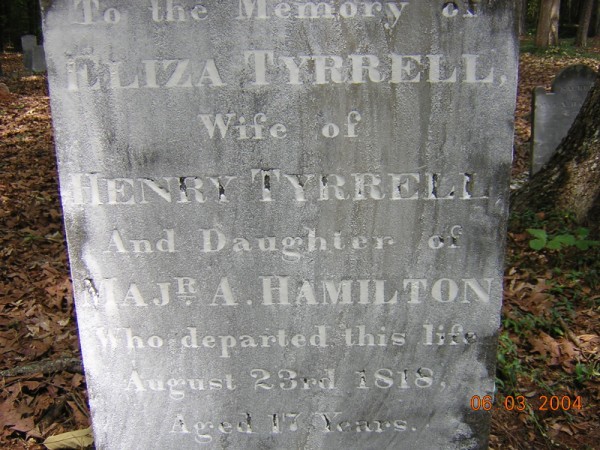 To the Memory of
ELIZA TYRRELL,
Wife of
HENRY TYRRELL,
And Daughter of
MAJR. A. HAMILTON
Who departed this life
August 23rd 1818,
Aged 17 Years.
06 03 2004